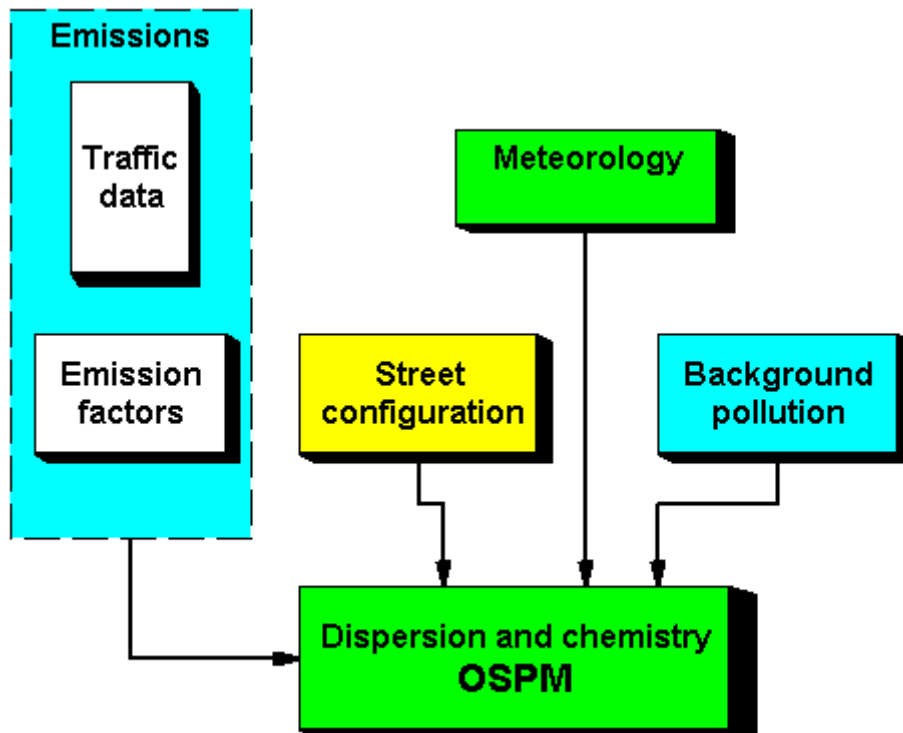 Emissions
Traffic
data
Emission
factors
Meteorology
Street
configuration
Background
pollution
Dispersion and chemistry
OSPM